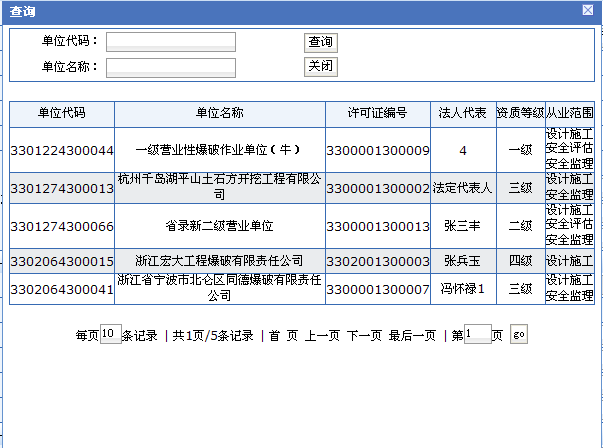 查询
单位代码： 查询
单位名称： 关闭
单位代码 单位名称 许可证编号 法人代表 资质等级 从业范围
3301224300044 一级营业性爆破作业单位（牛） 3300001300009 4 一级 设计施工
安全评估
安全监理
3301274300013 杭州千岛湖平山土石方开挖工程有限公
司 3300001300002 法定代表人 三级 设计施工
安全监理
3301274300066 省录新二级营业单位 3300001300013 张三丰 二级 设计施工
安全评估
安全监理
3302064300015 浙江宏大工程爆破有限责任公司 3302001300003 张兵玉 四级 设计施工
3302064300041 浙江省宁波市北仑区同德爆破有限责任
公司 3300001300007 冯怀禄1 三级 设计施工
安全监理
每页10条记录 | 共1页/5条记录 | 首 页 上一页 下一页 最后一页 | 第1页 go